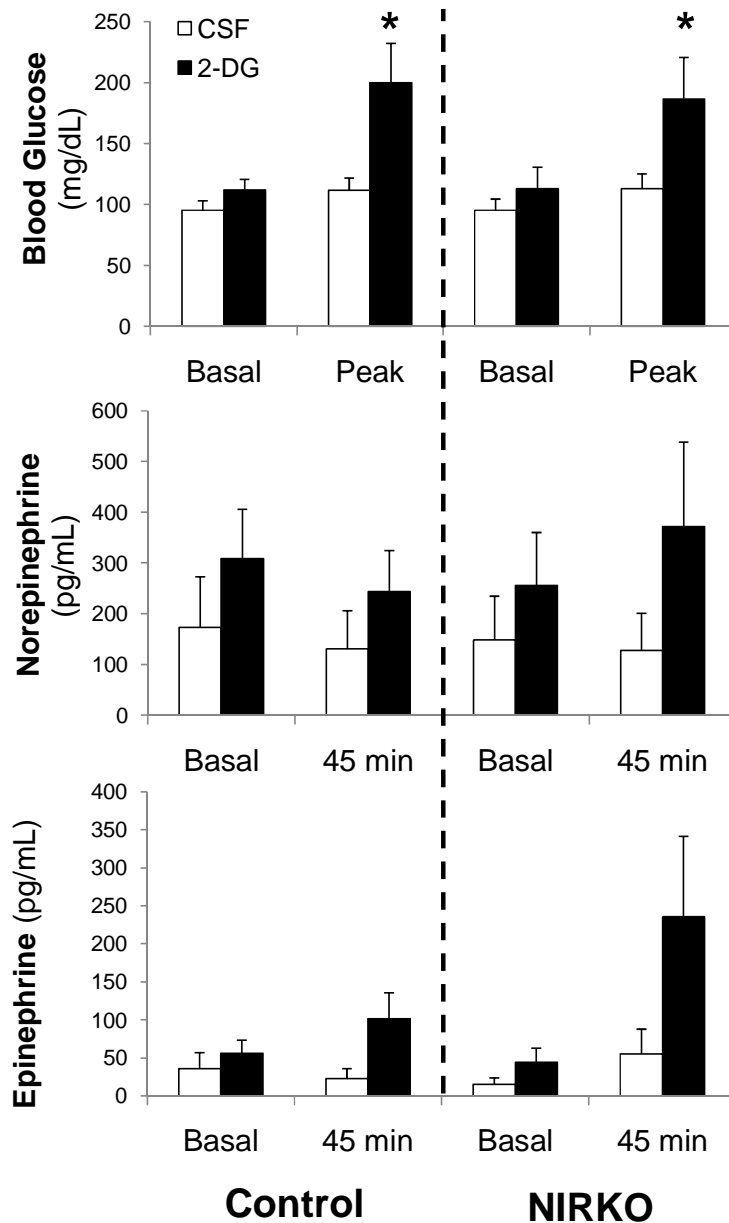 Blood Glucose
(mg/dL)
250
200
150
100
50
0
CSF
2-DG
*
*
Basal
Peak
Basal
Peak
Norepinephrine
(pg/mL)
600
500
400
300
200
100
0
Basal
45 min
Basal
45 min
Epinephrine (pg/mL)
400
350
300
250
200
150
100
50
0
Basal
45 min
Basal
45 min
Control
NIRKO